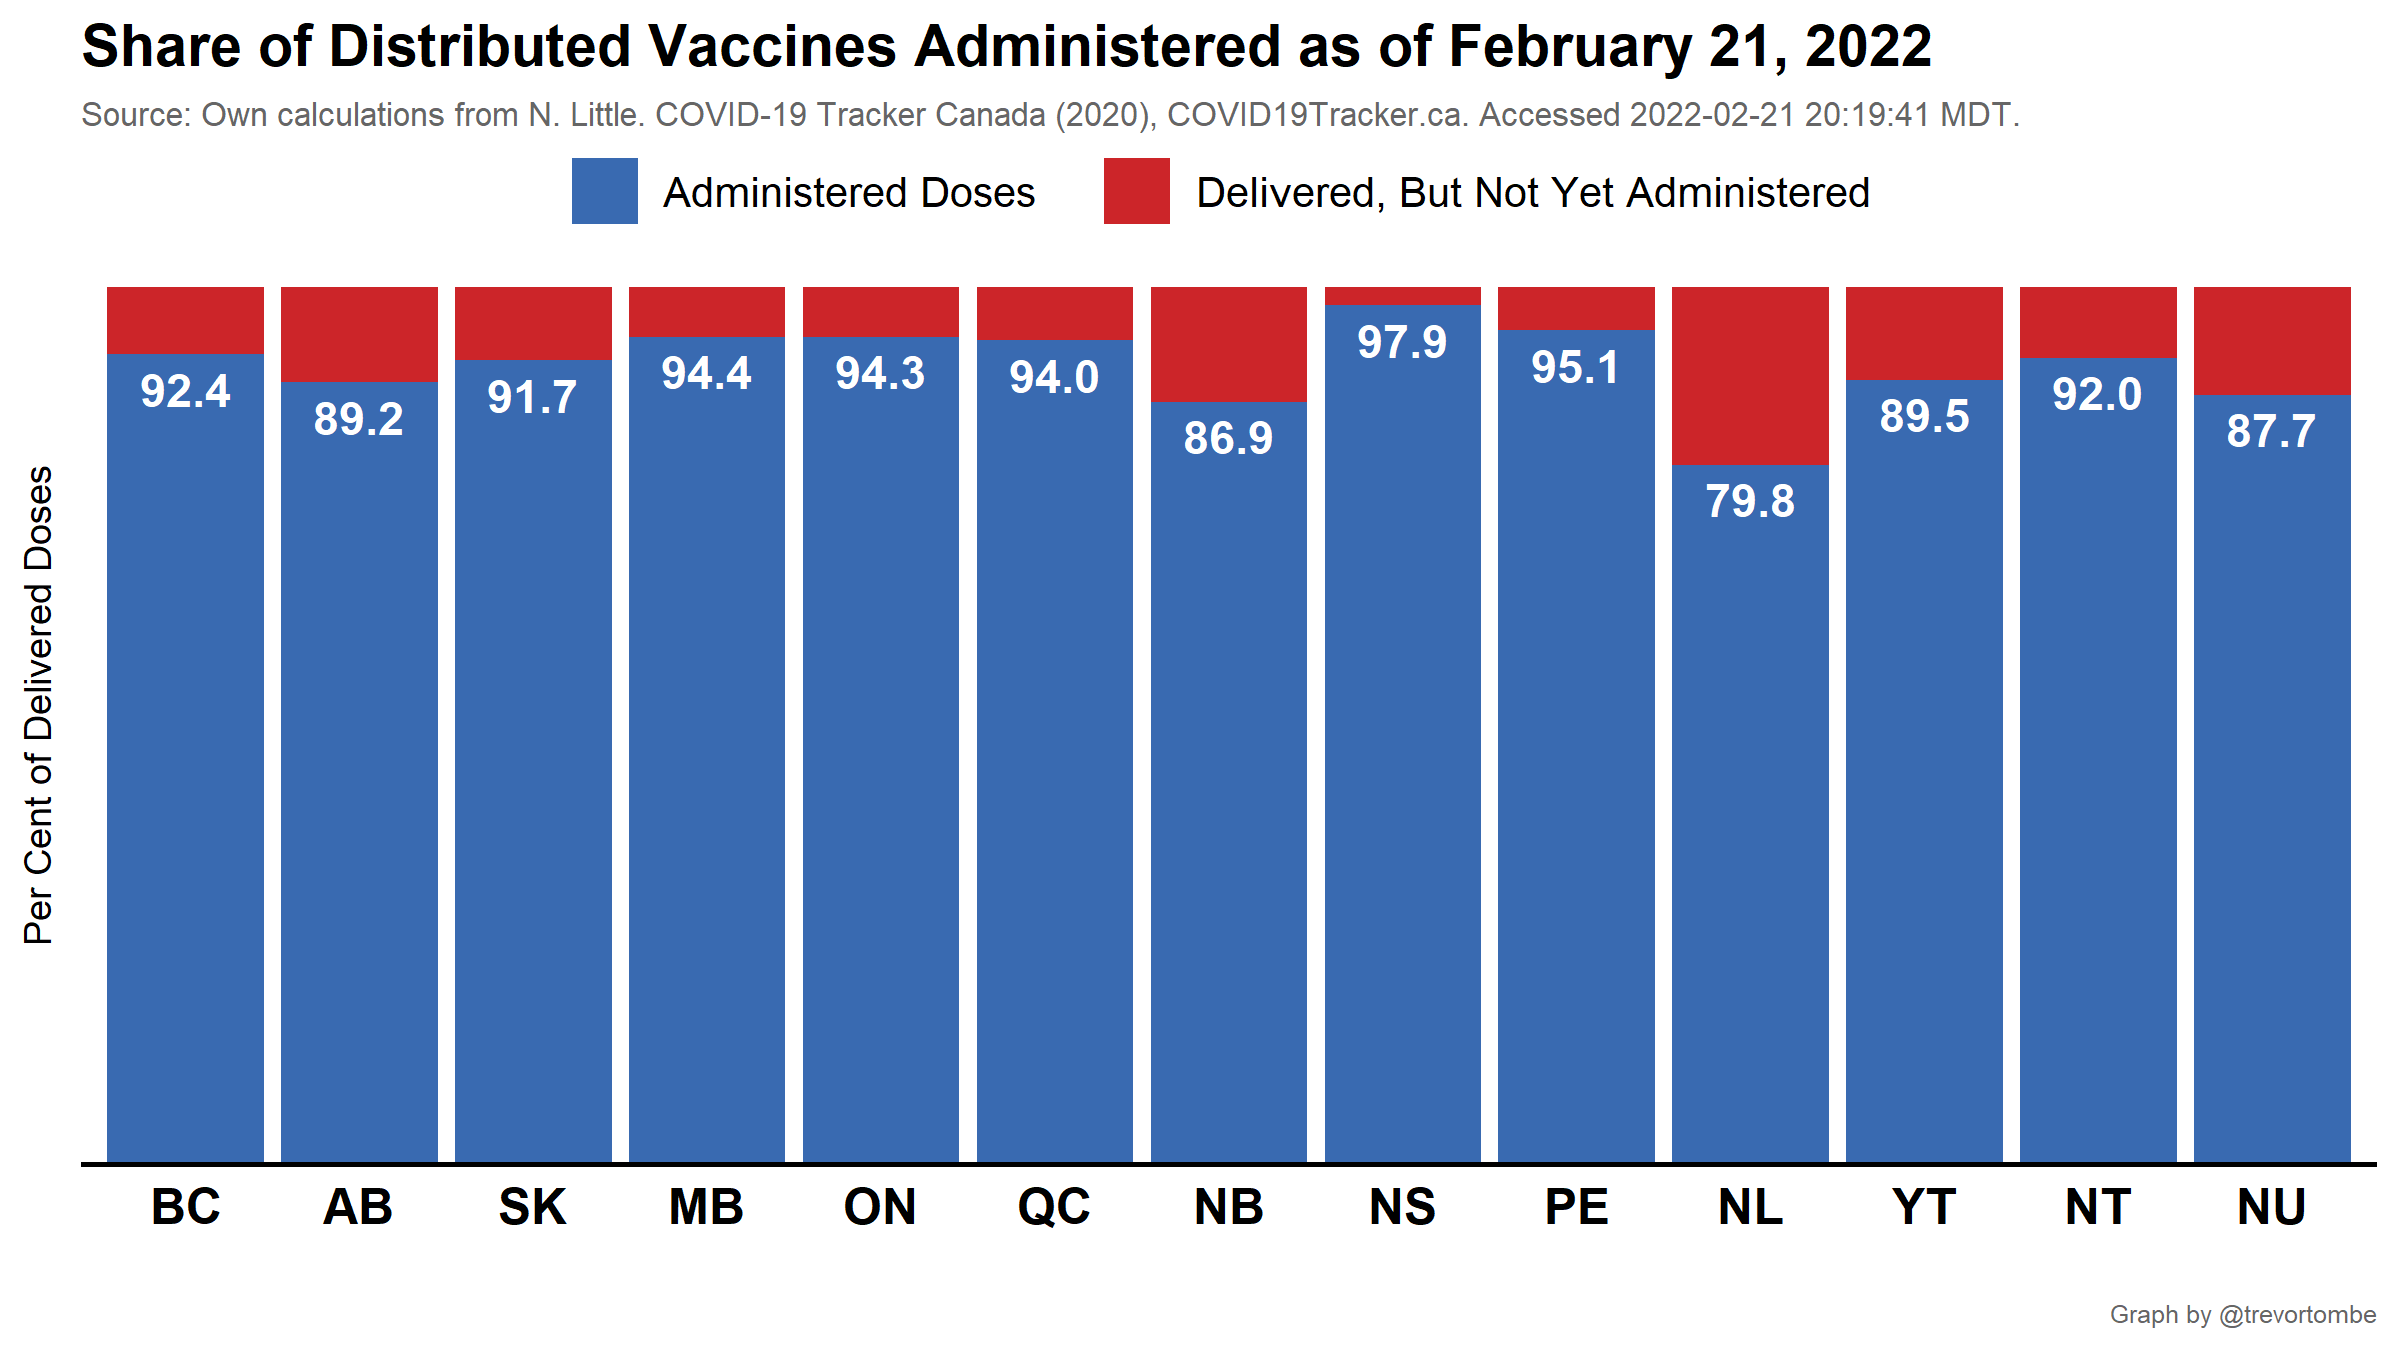 Share of Distributed Vaccines Administered as of February 21, 2022
Source: Own calculations from N. Little. COVID-19 Tracker Canada (2020), COVID19Tracker.ca. Accessed 2022-02-21 20:19:41 MDT.
Administered Doses
Delivered, But Not Yet Administered
Per Cent of Delivered Doses
92.4
89.2
91.7
94.4
94.3
94.0
86.9
97.9
95.1
79.8
89.5
92.0
87.7
BC
AB
SK
MB
ON
QC
NB
NS
PE
NL
YT
NT
NU
Graph by @trevortombe